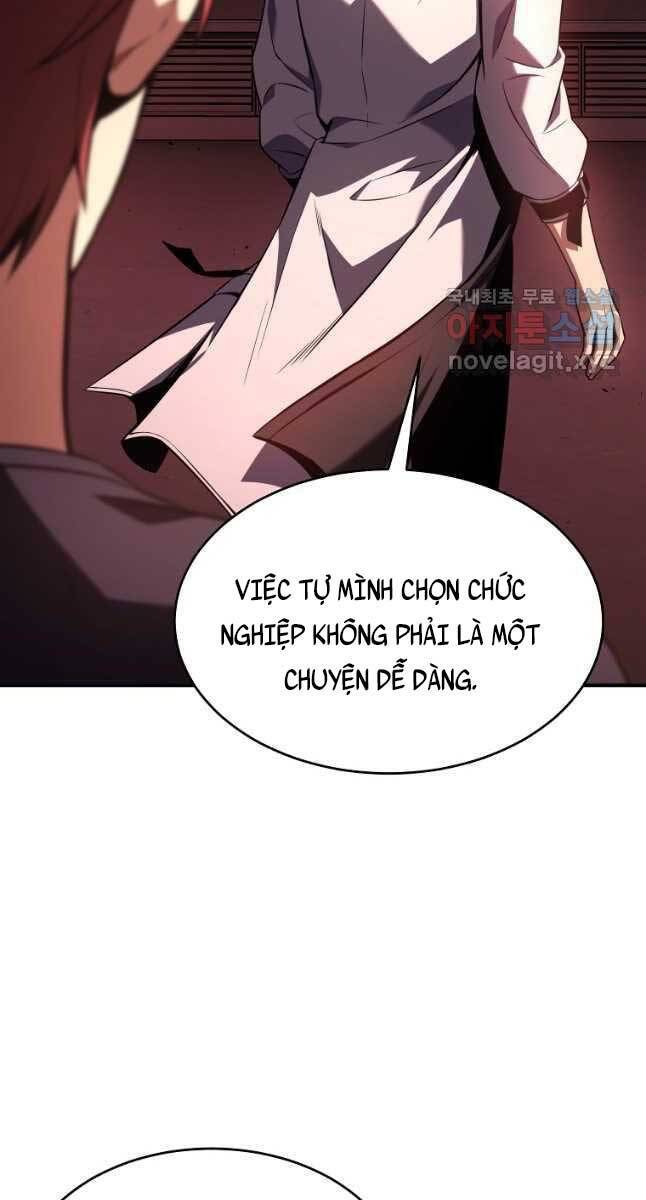 국내최초 무료 웹소설
아지툰소설
novelagit.xyz
VIỆC TỰ MÌNH CHỌN CHỨC
NGHIỆP KHÔNG PHẢI LÀ MỘT
CHUYỆN DỄ DÀNG.